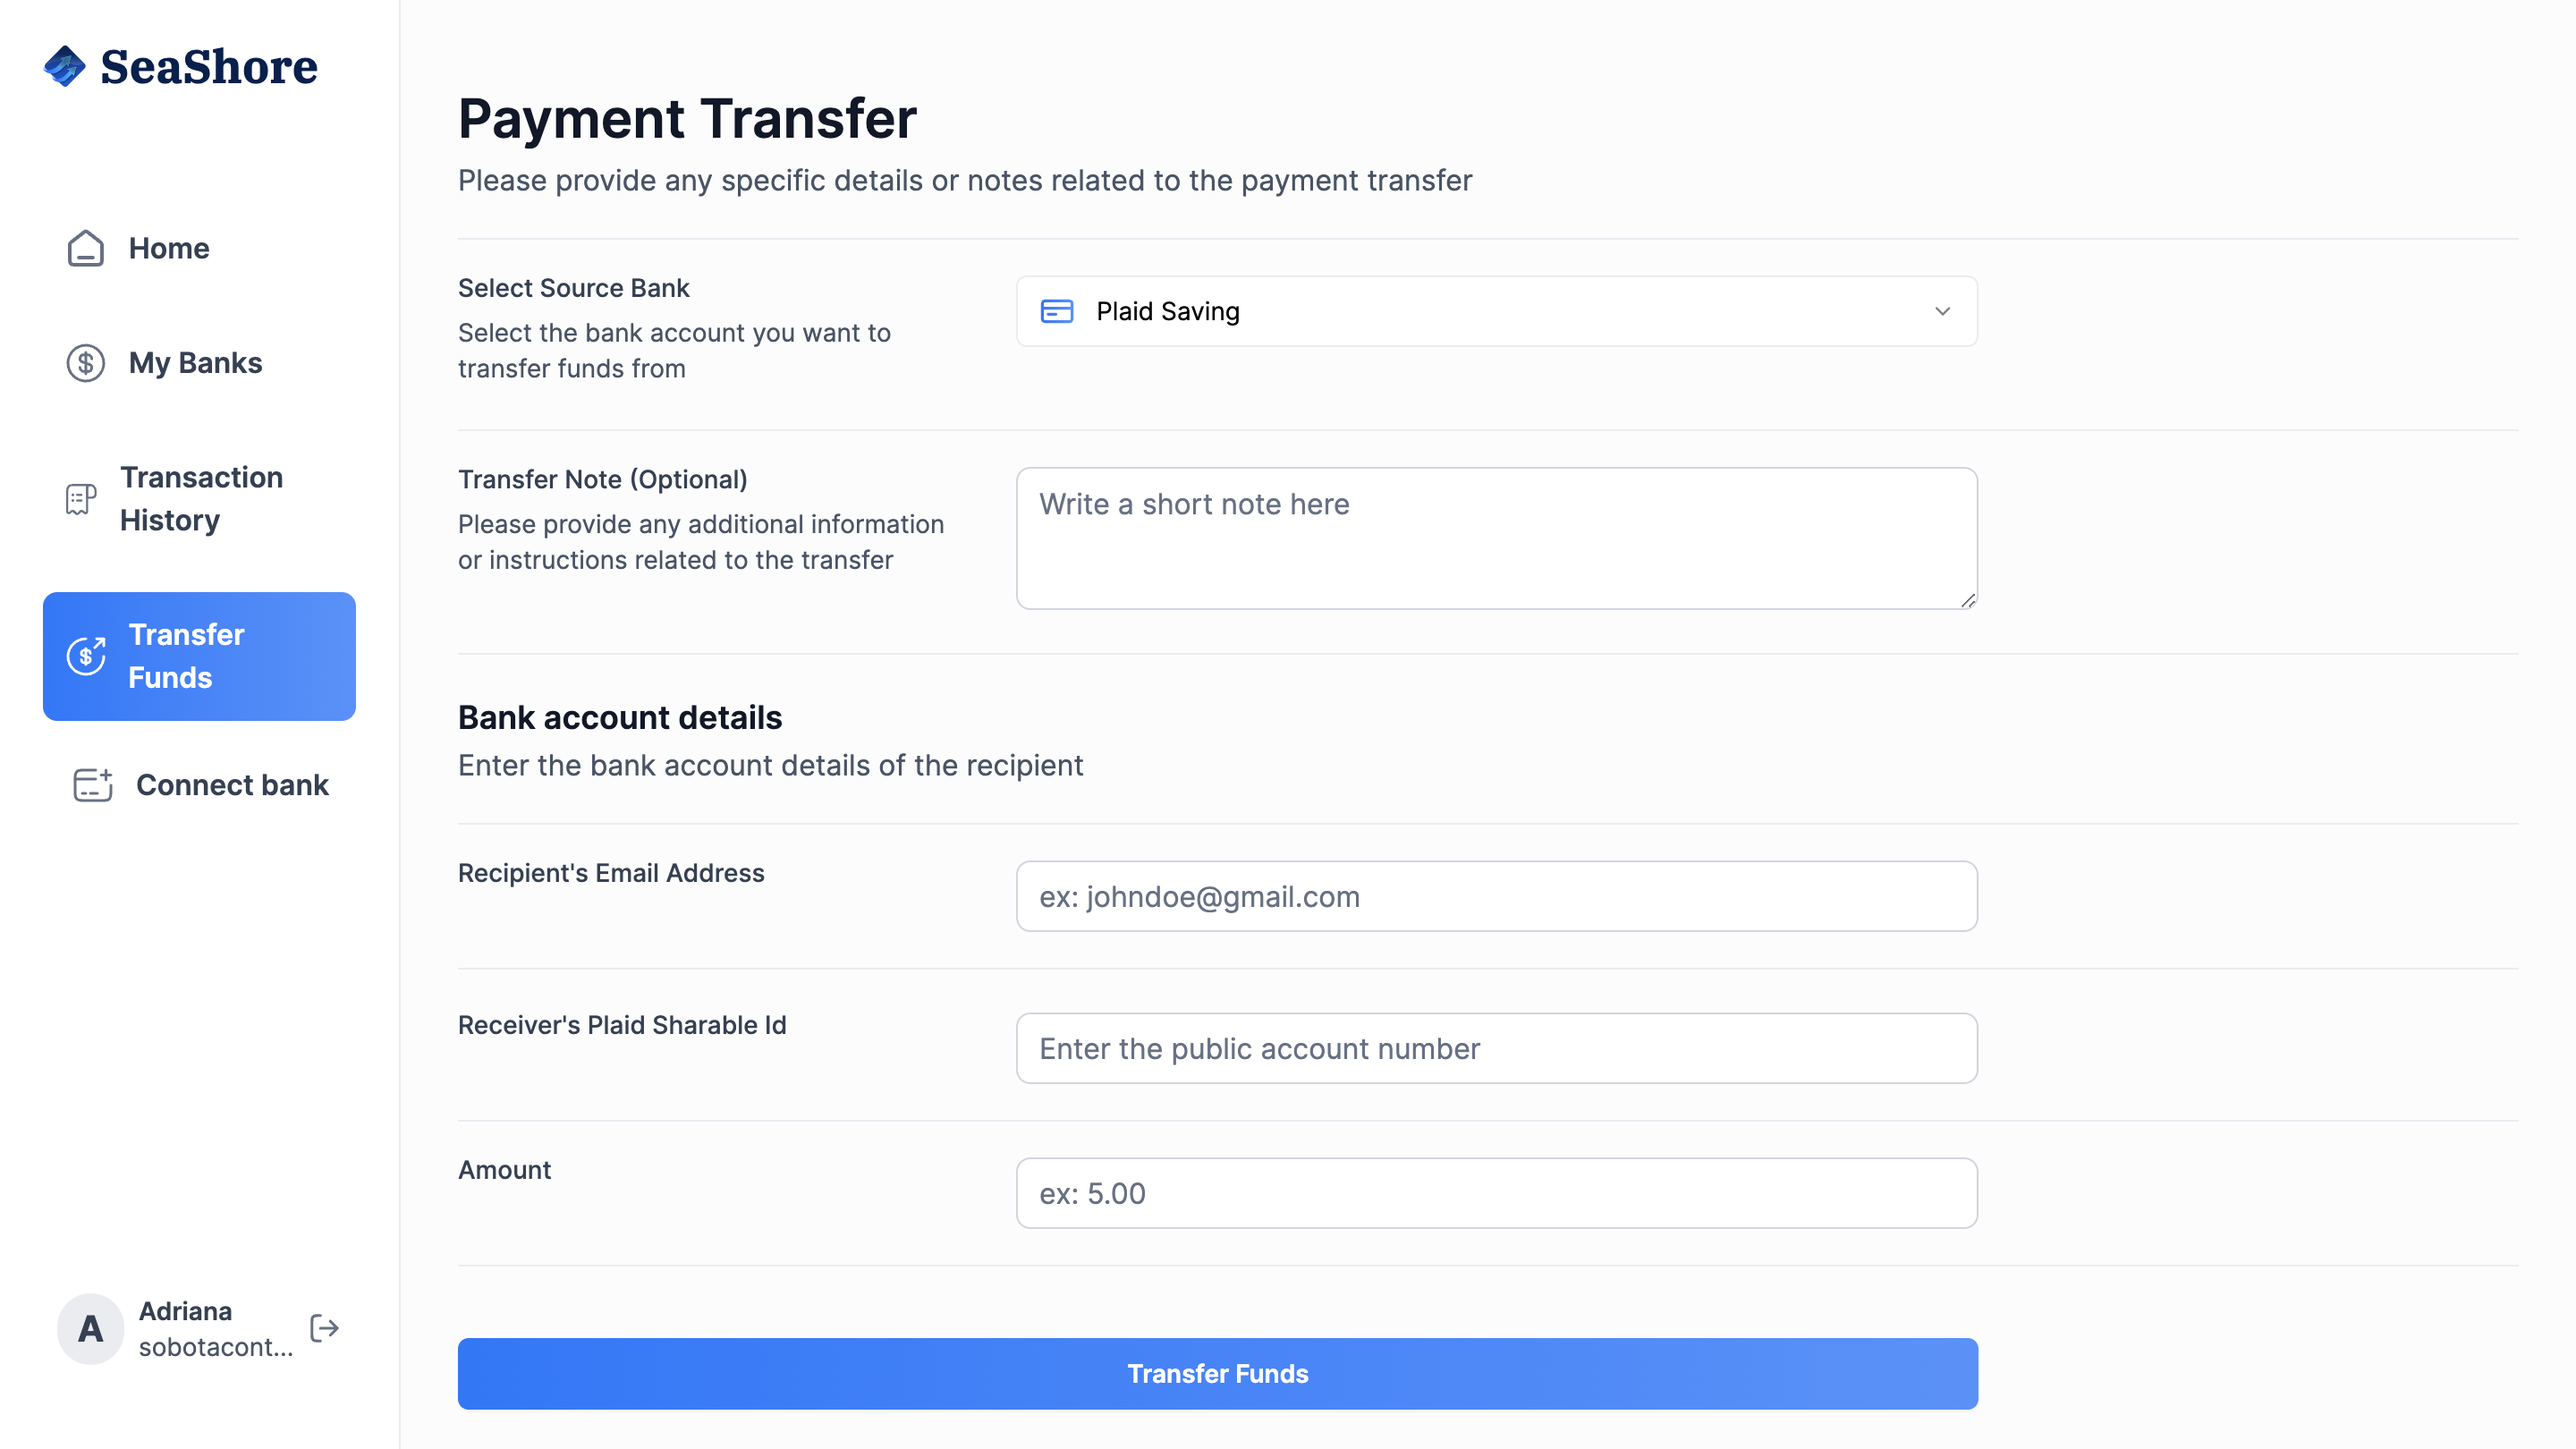 SeaShore
Home
My Banks
Transaction
History
Transfer
Funds
Connect bank
A
Adriana
sobotacont...
Payment Transfer
Please provide any specific details or notes related to the payment transfer
Select Source Bank
Select the bank account you want to
transfer funds from
Plaid Saving
Transfer Note (Optional)
Please provide any additional information
or instructions related to the transfer
Write a short note here
Bank account details
Enter the bank account details of the recipient
Recipient's Email Address
ex: johndoe@gmail.com
Receiver's Plaid Sharable Id
Enter the public account number
Amount
ex: 5.00
Transfer Funds